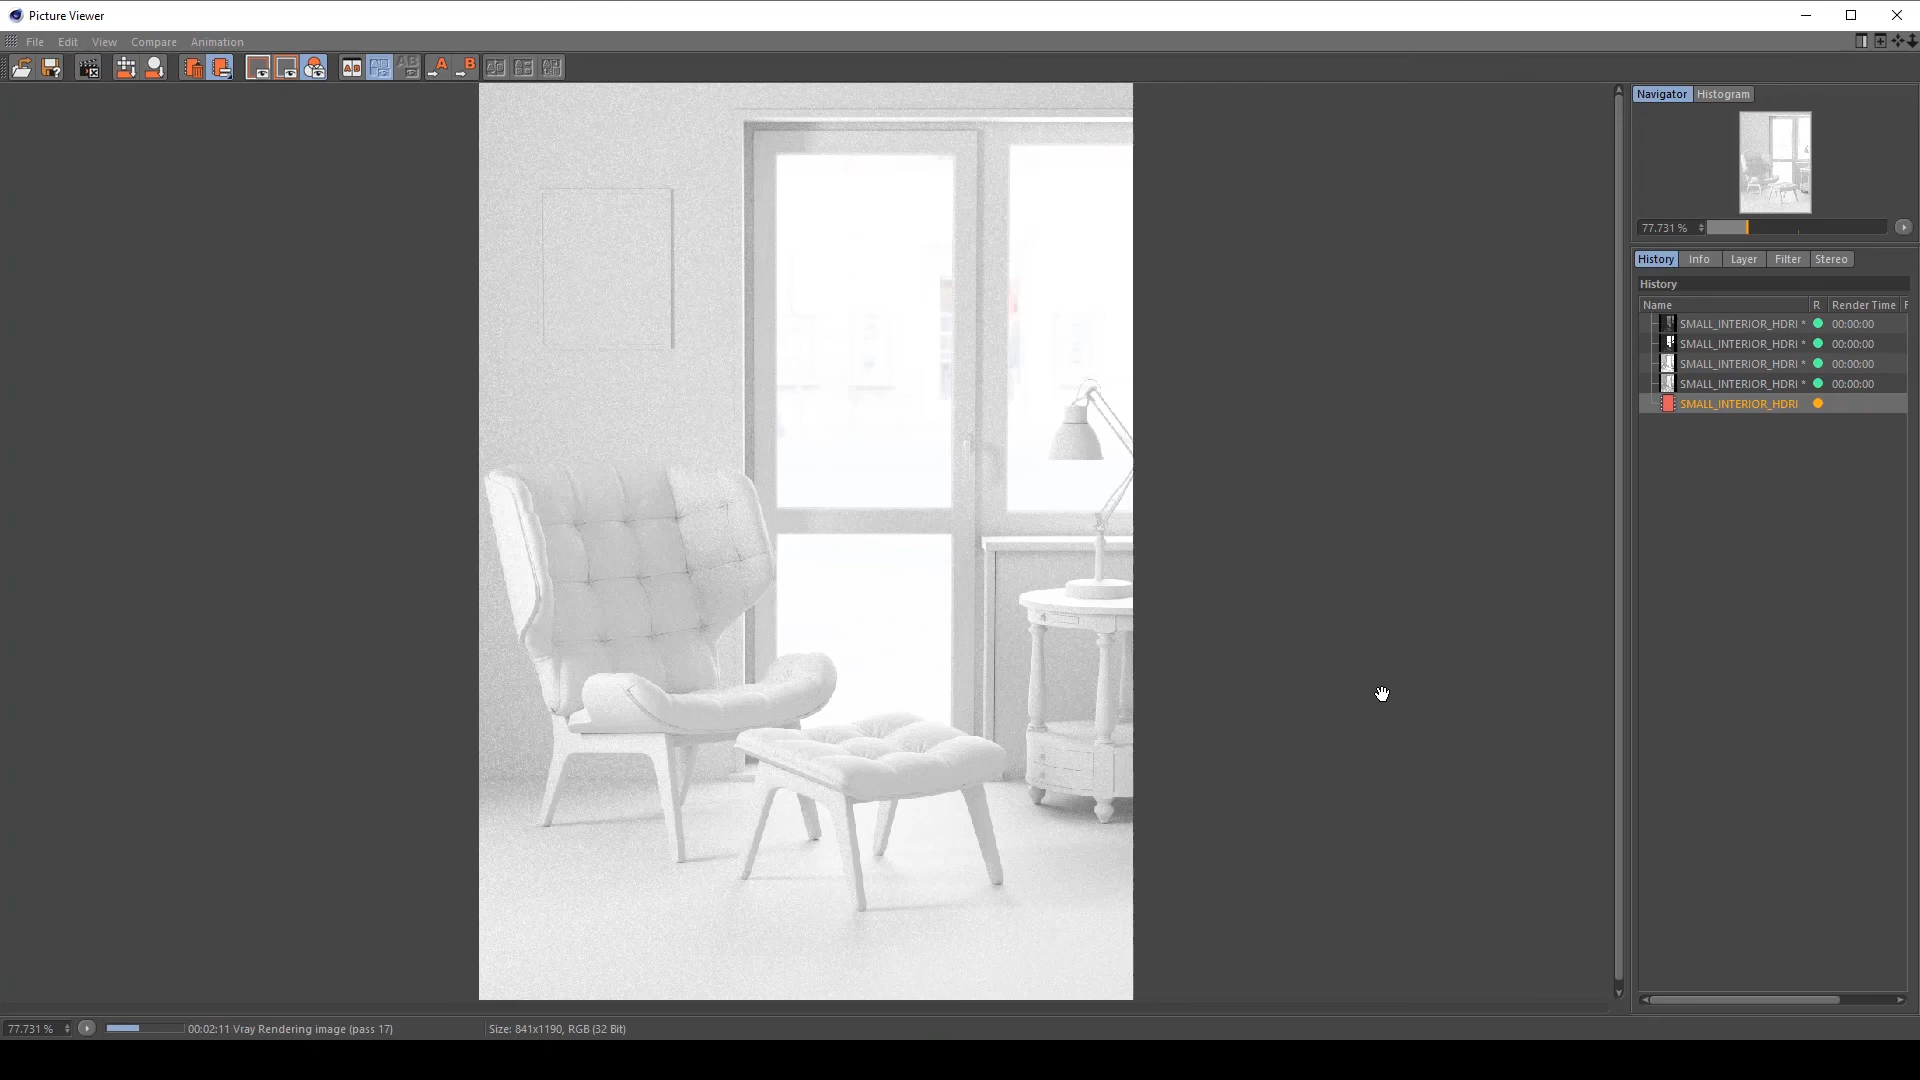 Picture Viewer
File Edit View Compare Animation
A B
Navigator Histogram
77.731 %
History Info Layer Filter Stereo
History
Name R Render Time F
SMALL_INTERIOR_HDRI * 00:00:00
SMALL_INTERIOR_HDRI * 00:00:00
SMALL_INTERIOR_HDRI * 00:00:00
SMALL_INTERIOR_HDRI * 00:00:00
SMALL_INTERIOR_HDRI
77.731 % 00:02:11 Vray Rendering image (pass 17) Size: 841x1190, RGB (32 Bit)